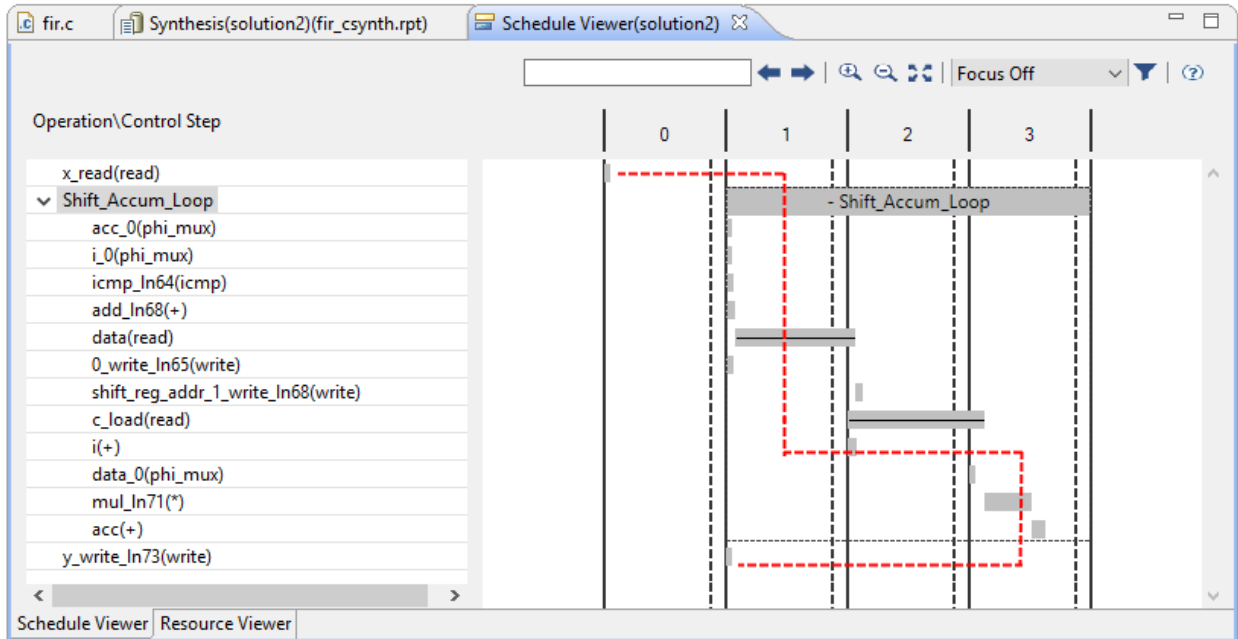 fir.c Synthesis(solution2)(fir_csynth.rpt) Schedule Viewer(solution2)
Focus Off
Operation\Control Step 0 1 2 3
x_read(read)
Shift_Accum_Loop - Shift_Accum_Loop
acc_0(phi_mux)
i_0(phi_mux)
icmp_ln64(icmp)
add_ln68(+)
data(read)
0_write_ln65(write)
shift_reg_addr_1_write_ln68(write)
c_load(read)
i(+)
data_0(phi_mux)
mul_ln71(*)
acc(+)
y_write_ln73(write)
Schedule Viewer Resource Viewer